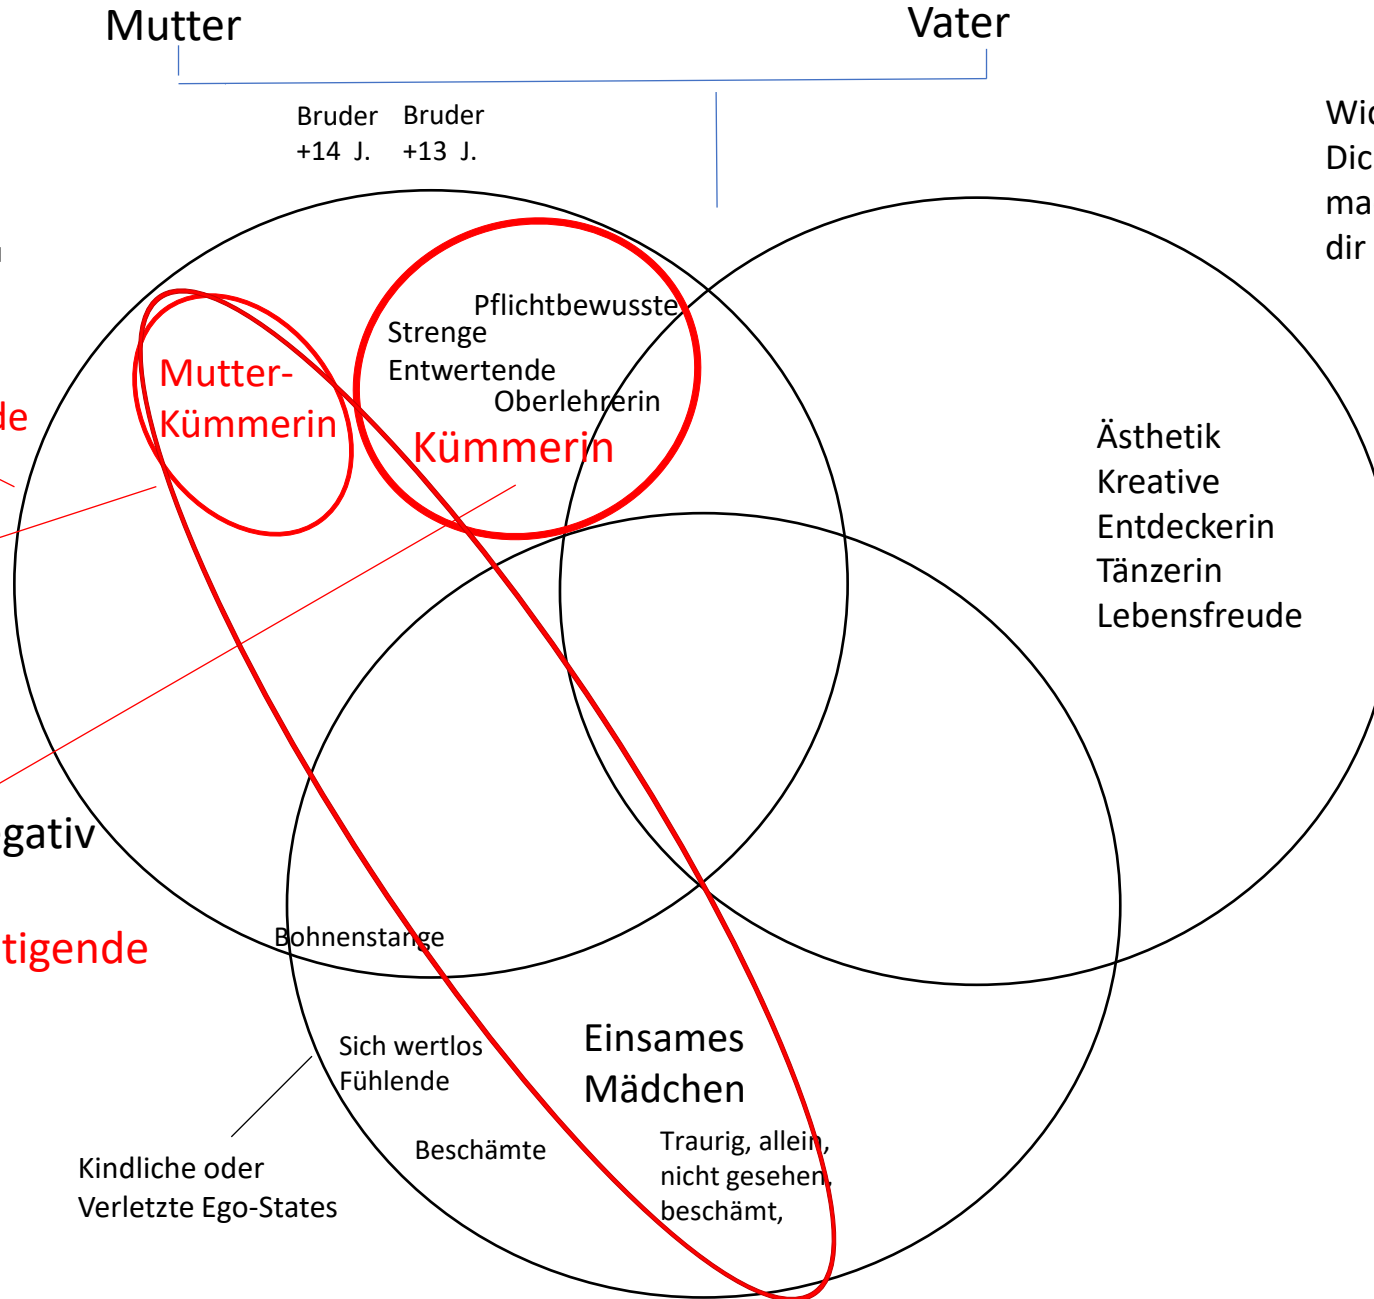 Mutter
Vater
Bruder
+14 J.
Bruder
+13 J.
dir
Pflichtbewusste
Strenge
Entwertende
Oberlehrerin
Kümmerin
Mutter-
Kümmerin
Ästhetik
Kreative
Entdeckerin
Tänzerin
Lebensfreude
gativ
tigende
Bohnenstange
Sich wertlos
Fühlende
Beschämte
Einsames
Mädchen
Traurig, allein,
nicht gesehen,
beschämt,
Kindliche oder
Verletzte Ego-States